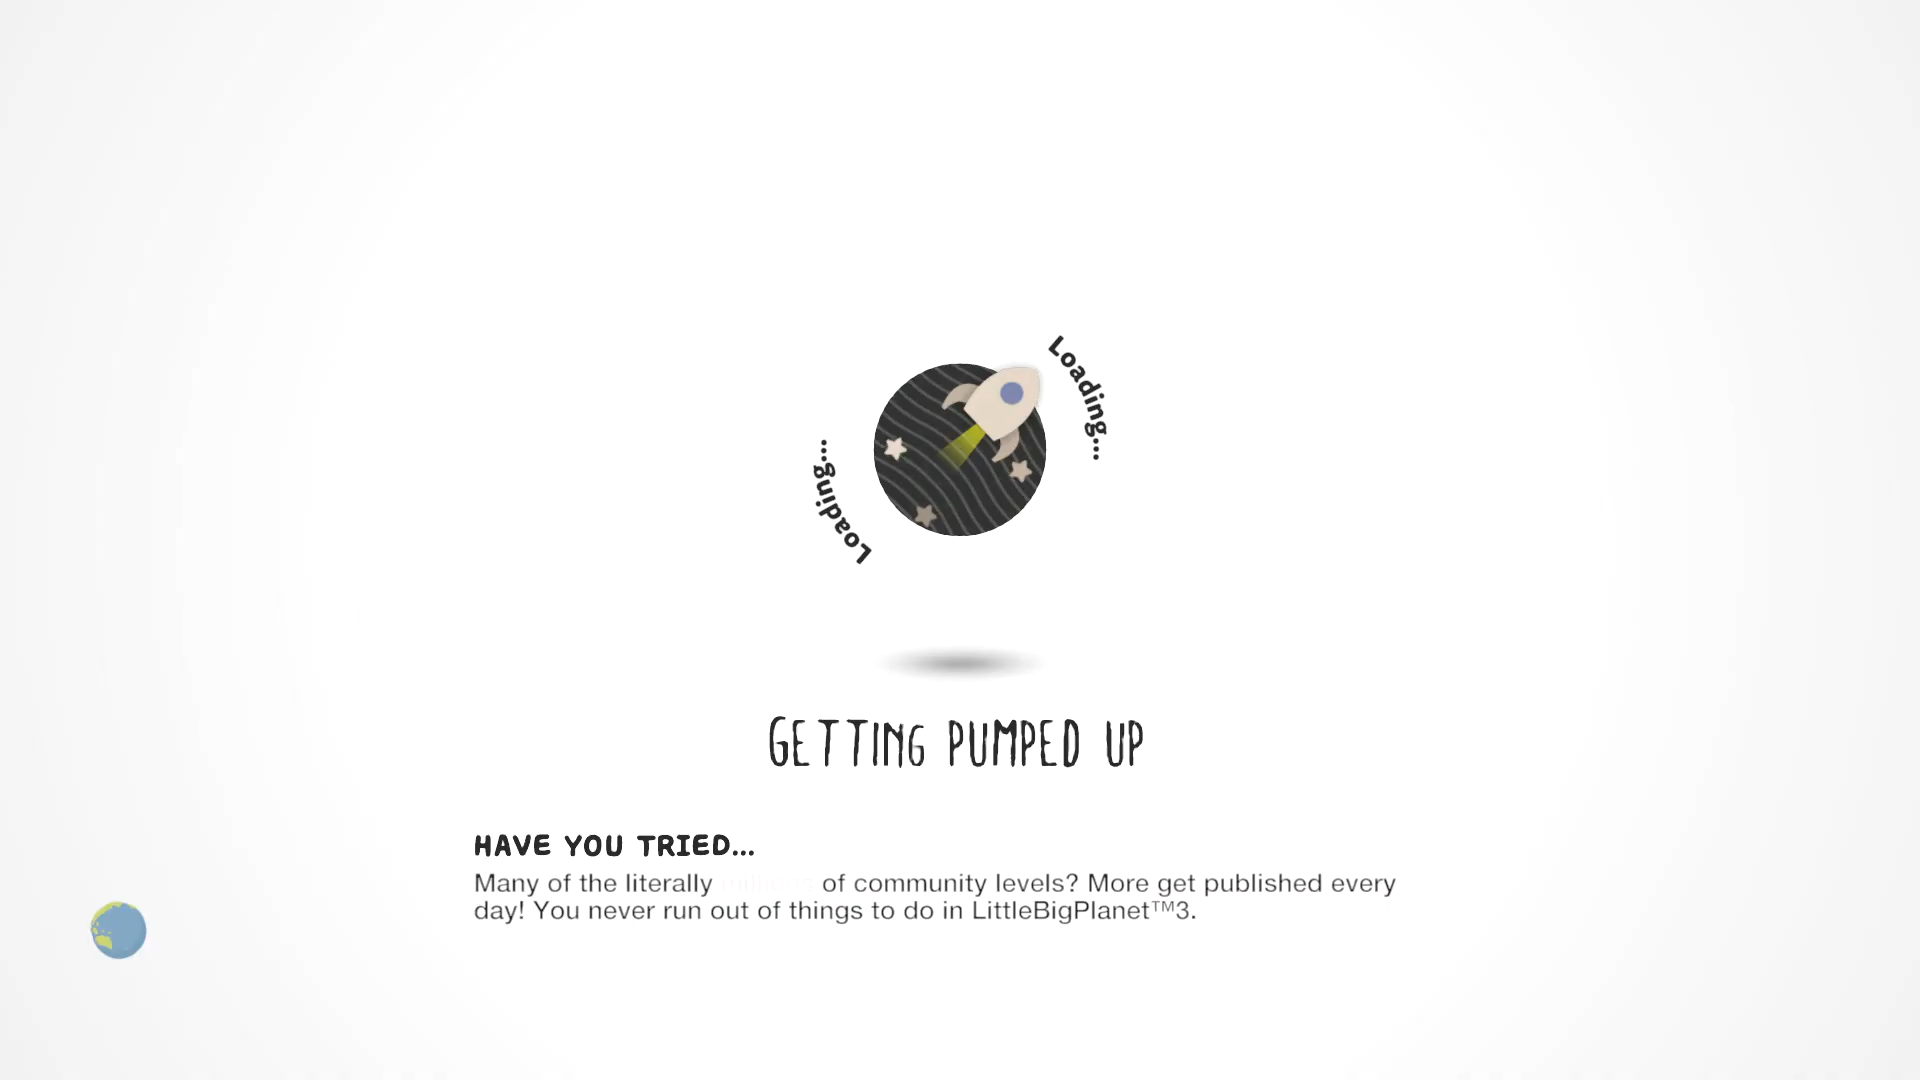 Loading...
Loading...
GETTING PUMPED UP
HAVE YOU TRIED...
Many of the literally of community levels? More get published every
day! You never run out of things to do in LittleBigPlanet™3.